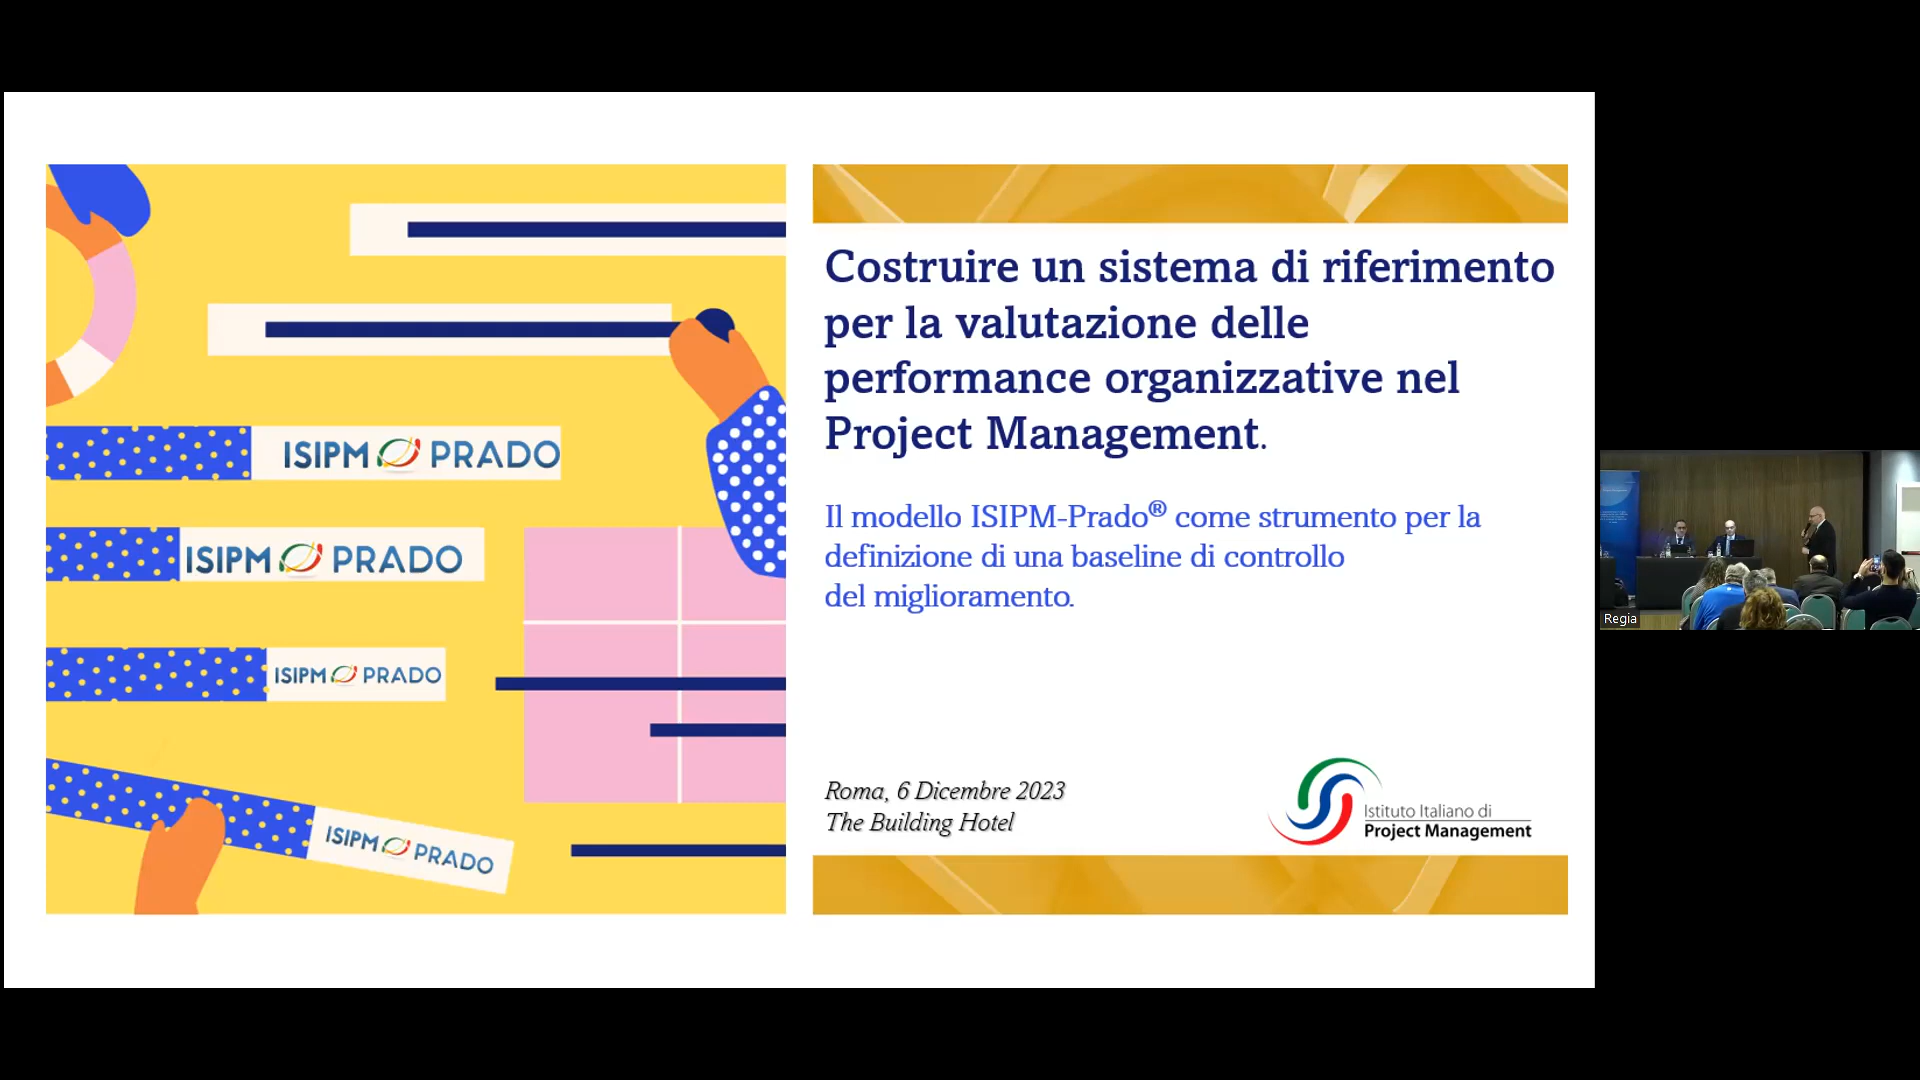 ISIPM PRADO
ISIPM PRADO
ISIPM PRADO
ISIPM PRADO
Costruire un sistema di riferimento
per la valutazione delle
performance organizzative nel
Project Management.
Il modello ISIPM-Prado® come strumento per la
definizione di una baseline di controllo
del miglioramento.
Roma, 6 Dicembre 2023
The Building Hotel
Istituto Italiano di
Project Management
Regia